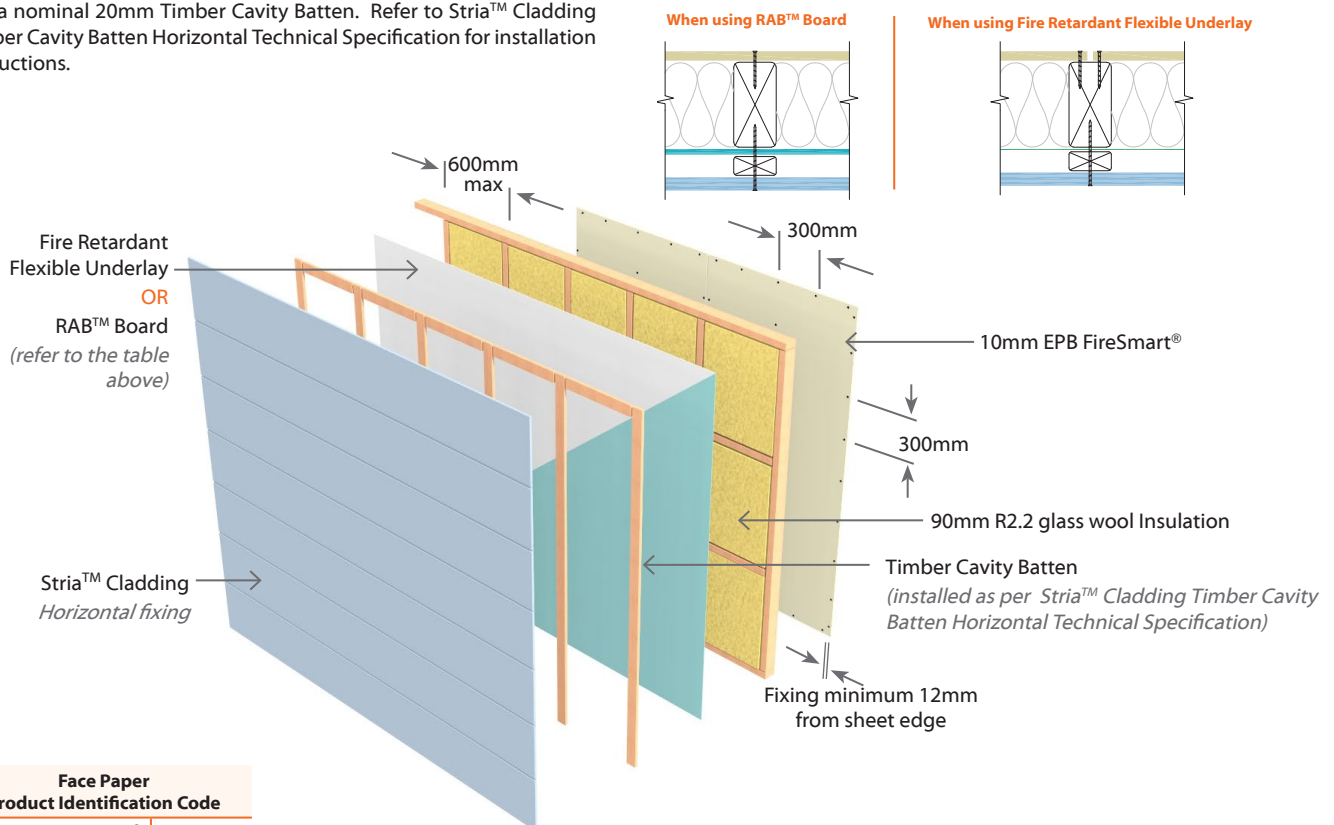 a nominal 20mm Timber Cavity Batten. Refer to Stria™ Cladding
Cavity Batten Horizontal Technical Specification for installation
When using RAB™ Board
When using Fire Retardant Flexible Underlay
600mm
max
300mm
Fire Retardant
Flexible Underlay
OR
RAB™ Board
(refer to the table
above)
10mm EPB FireSmart®
300mm
90mm R2.2 glass wool Insulation
Timber Cavity Batten
(installed as per Stria™ Cladding Timber Cavity
Batten Horizontal Technical Specification)
Stria™ Cladding
Horizontal fixing
Fixing minimum 12mm
from sheet edge
Face Paper
Identification Code